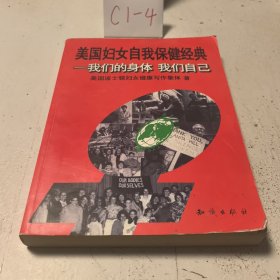 C1-4
美国妇女自我保健经典
—我们的身体 我们自己
美国波士顿妇女健康写作集体 著
OUR BODIES
OURSELVES
知识出版社